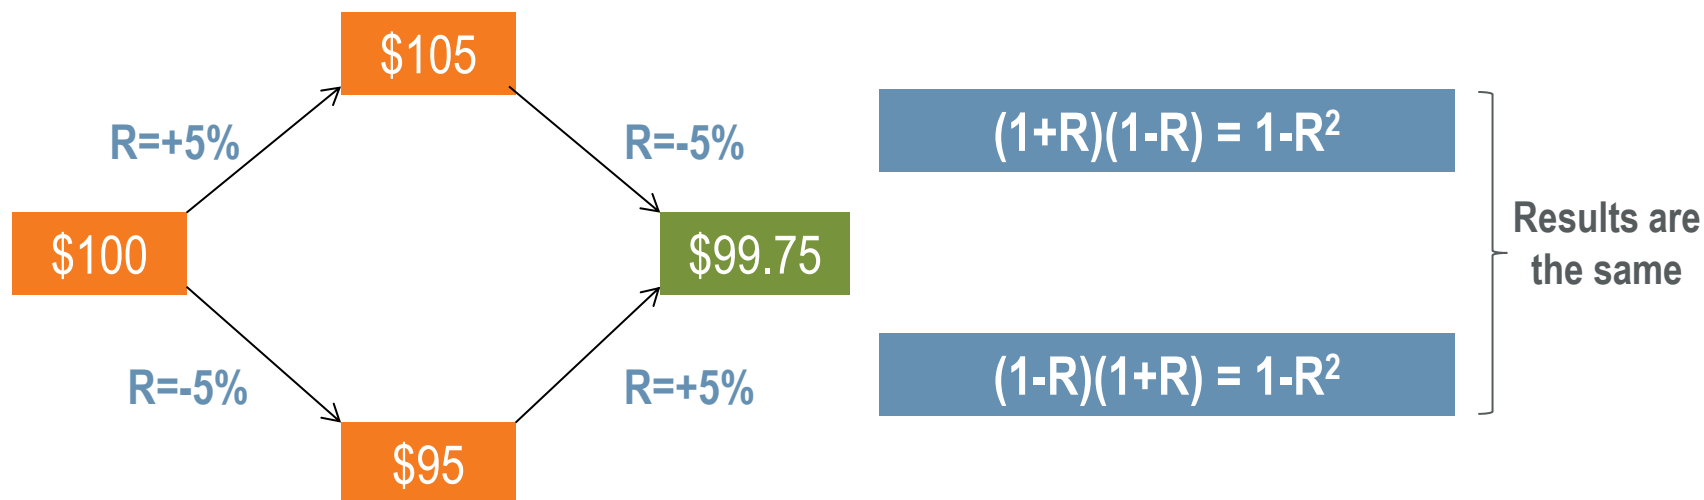 $105
R=+5%
R=-5%
(1+R)(1-R) = 1-R²
$100
$99.75
Results are
the same
R=-5%
R=+5%
(1-R)(1+R) = 1-R²
$95